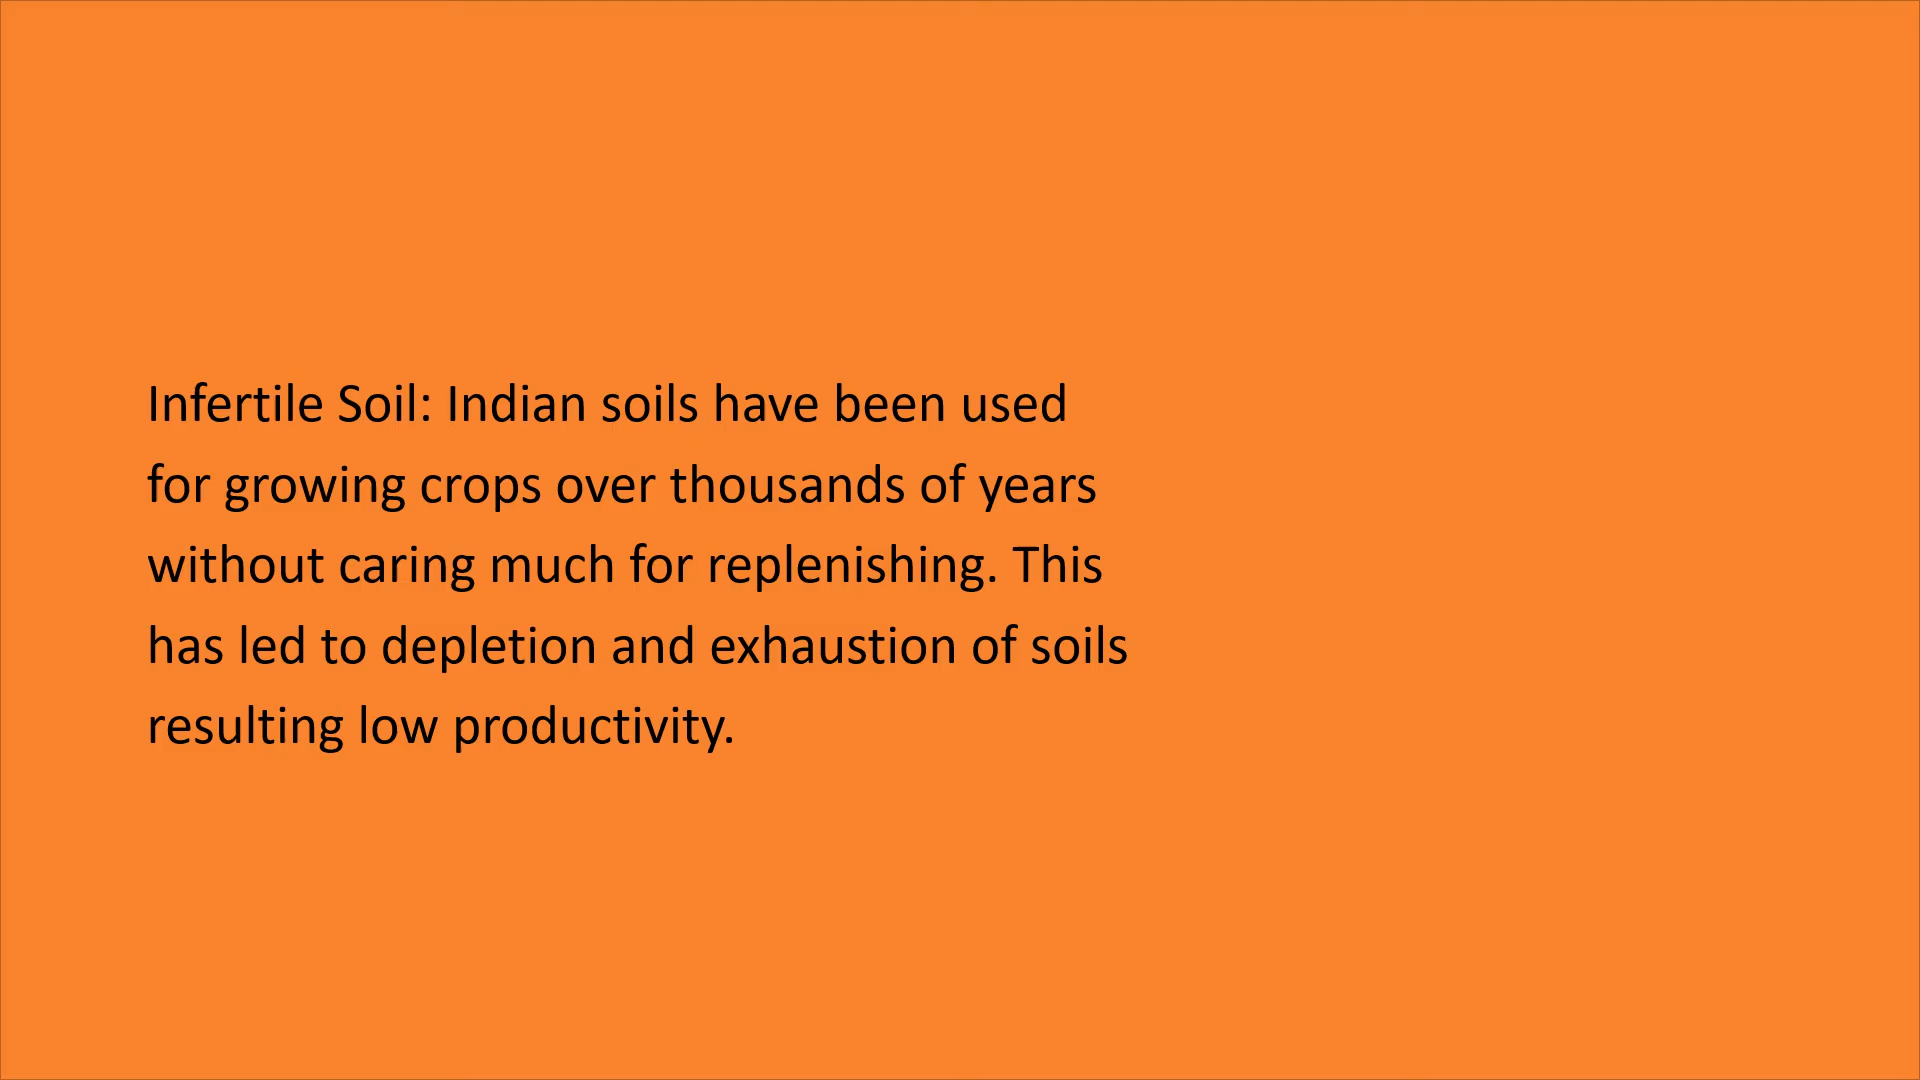 Infertile Soil: Indian soils have been used
for growing crops over thousands of years
without caring much for replenishing. This
has led to depletion and exhaustion of soils
resulting low productivity.